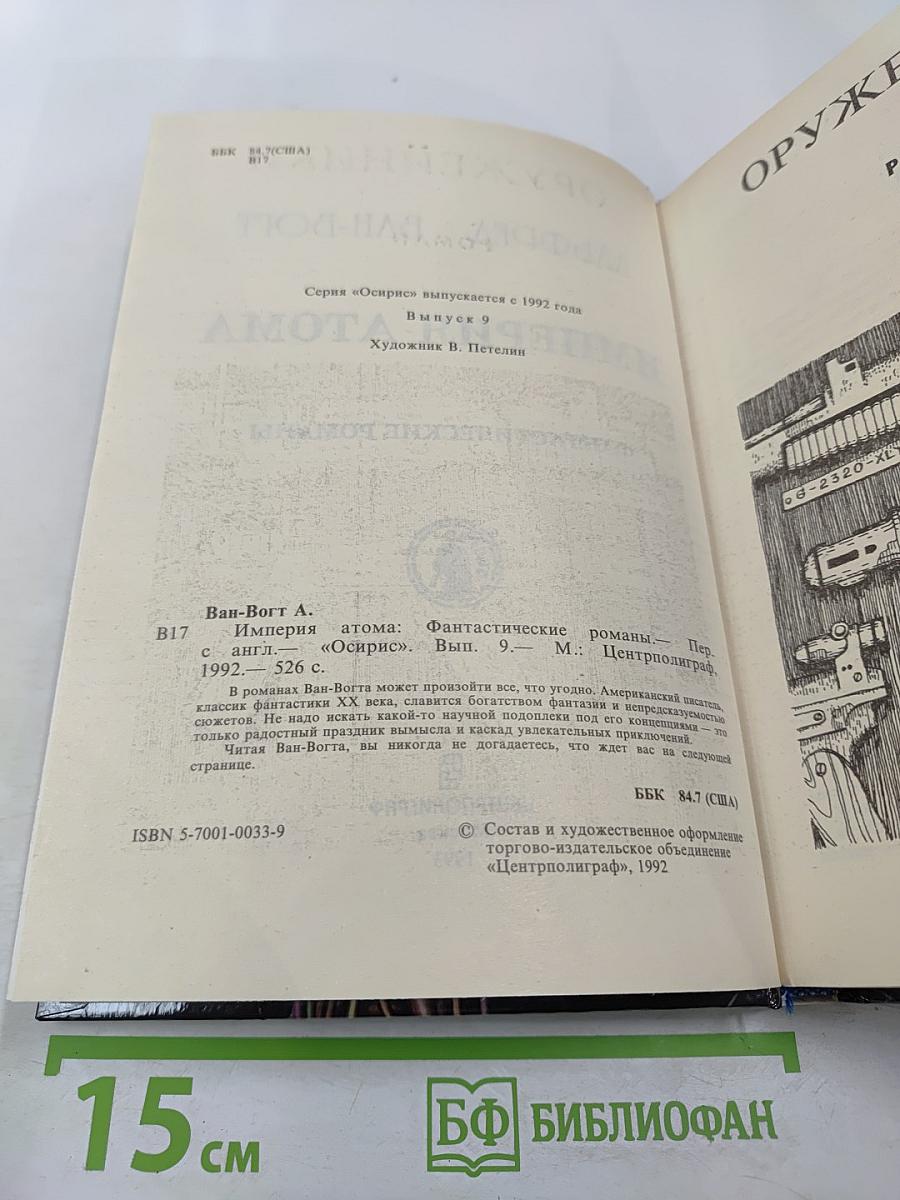 ББК 84.7(США)
В17
Серия «Осирис» выпускается с 1992 года
Выпуск 9
Художник В. Петелин
Ван-Вогт А.
В17 Империя атома: Фантастические романы.— Пер.
с англ.— «Осирис». Вып. 9.— М.: Центрполиграф,
1992.— 526 с.
В романах Ван-Вогта может произойти все, что угодно. Американский писатель,
классик фантастики XX века, славится богатством фантазии и непредсказуемостью
сюжетов. Не надо искать какой-то научной подоплеки под его концепциями — это
только радостный праздник вымысла и каскад увлекательных приключений.
Читая Ван-Вогта, вы никогда не догадаетесь, что ждет вас на следующей
странице.
ББК 84.7 (США)
ISBN 5-7001-0033-9
© Состав и художественное оформление
торгово-издательское объединение
«Центрполиграф», 1992
ОРУЖЕ
Р
G-2320-XL
15 см
БФ БИБЛИОФАН